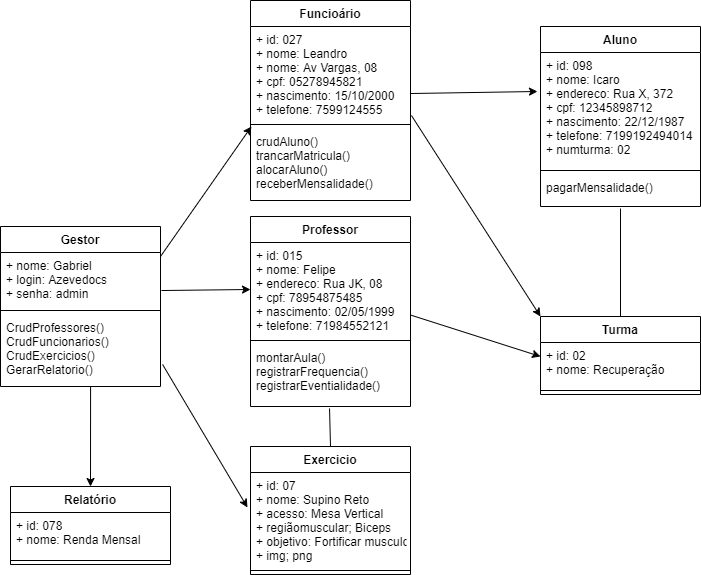 Funcioário
+ id: 027
+ nome: Leandro
+ nome: Av Vargas, 08
+ cpf: 05278945821
+ nascimento: 15/10/2000
+ telefone: 7599124555
crudAluno()
trancarMatricula()
alocarAluno()
receberMensalidade()
Aluno
+ id: 098
+ nome: Icaro
+ endereco: Rua X, 372
+ cpf: 12345898712
+ nascimento: 22/12/1987
+ telefone: 7199192494014
+ numturma: 02
pagarMensalidade()
Gestor
+ nome: Gabriel
+ login: Azevedocs
+ senha: admin
CrudProfessores()
CrudFuncionarios()
CrudExercicios()
GerarRelatorio()
Professor
+ id: 015
+ nome: Felipe
+ endereco: Rua JK, 08
+ cpf: 78954875485
+ nascimento: 02/05/1999
+ telefone: 71984552121
montarAula()
registrarFrequencia()
registrarEventialidade()
Turma
+ id: 02
+ nome: Recuperação
Relatório
+ id: 078
+ nome: Renda Mensal
Exercicio
+ id: 07
+ nome: Supino Reto
+ acesso: Mesa Vertical
+ regiãomuscular; Biceps
+ objetivo: Fortificar musculo
+ img; png